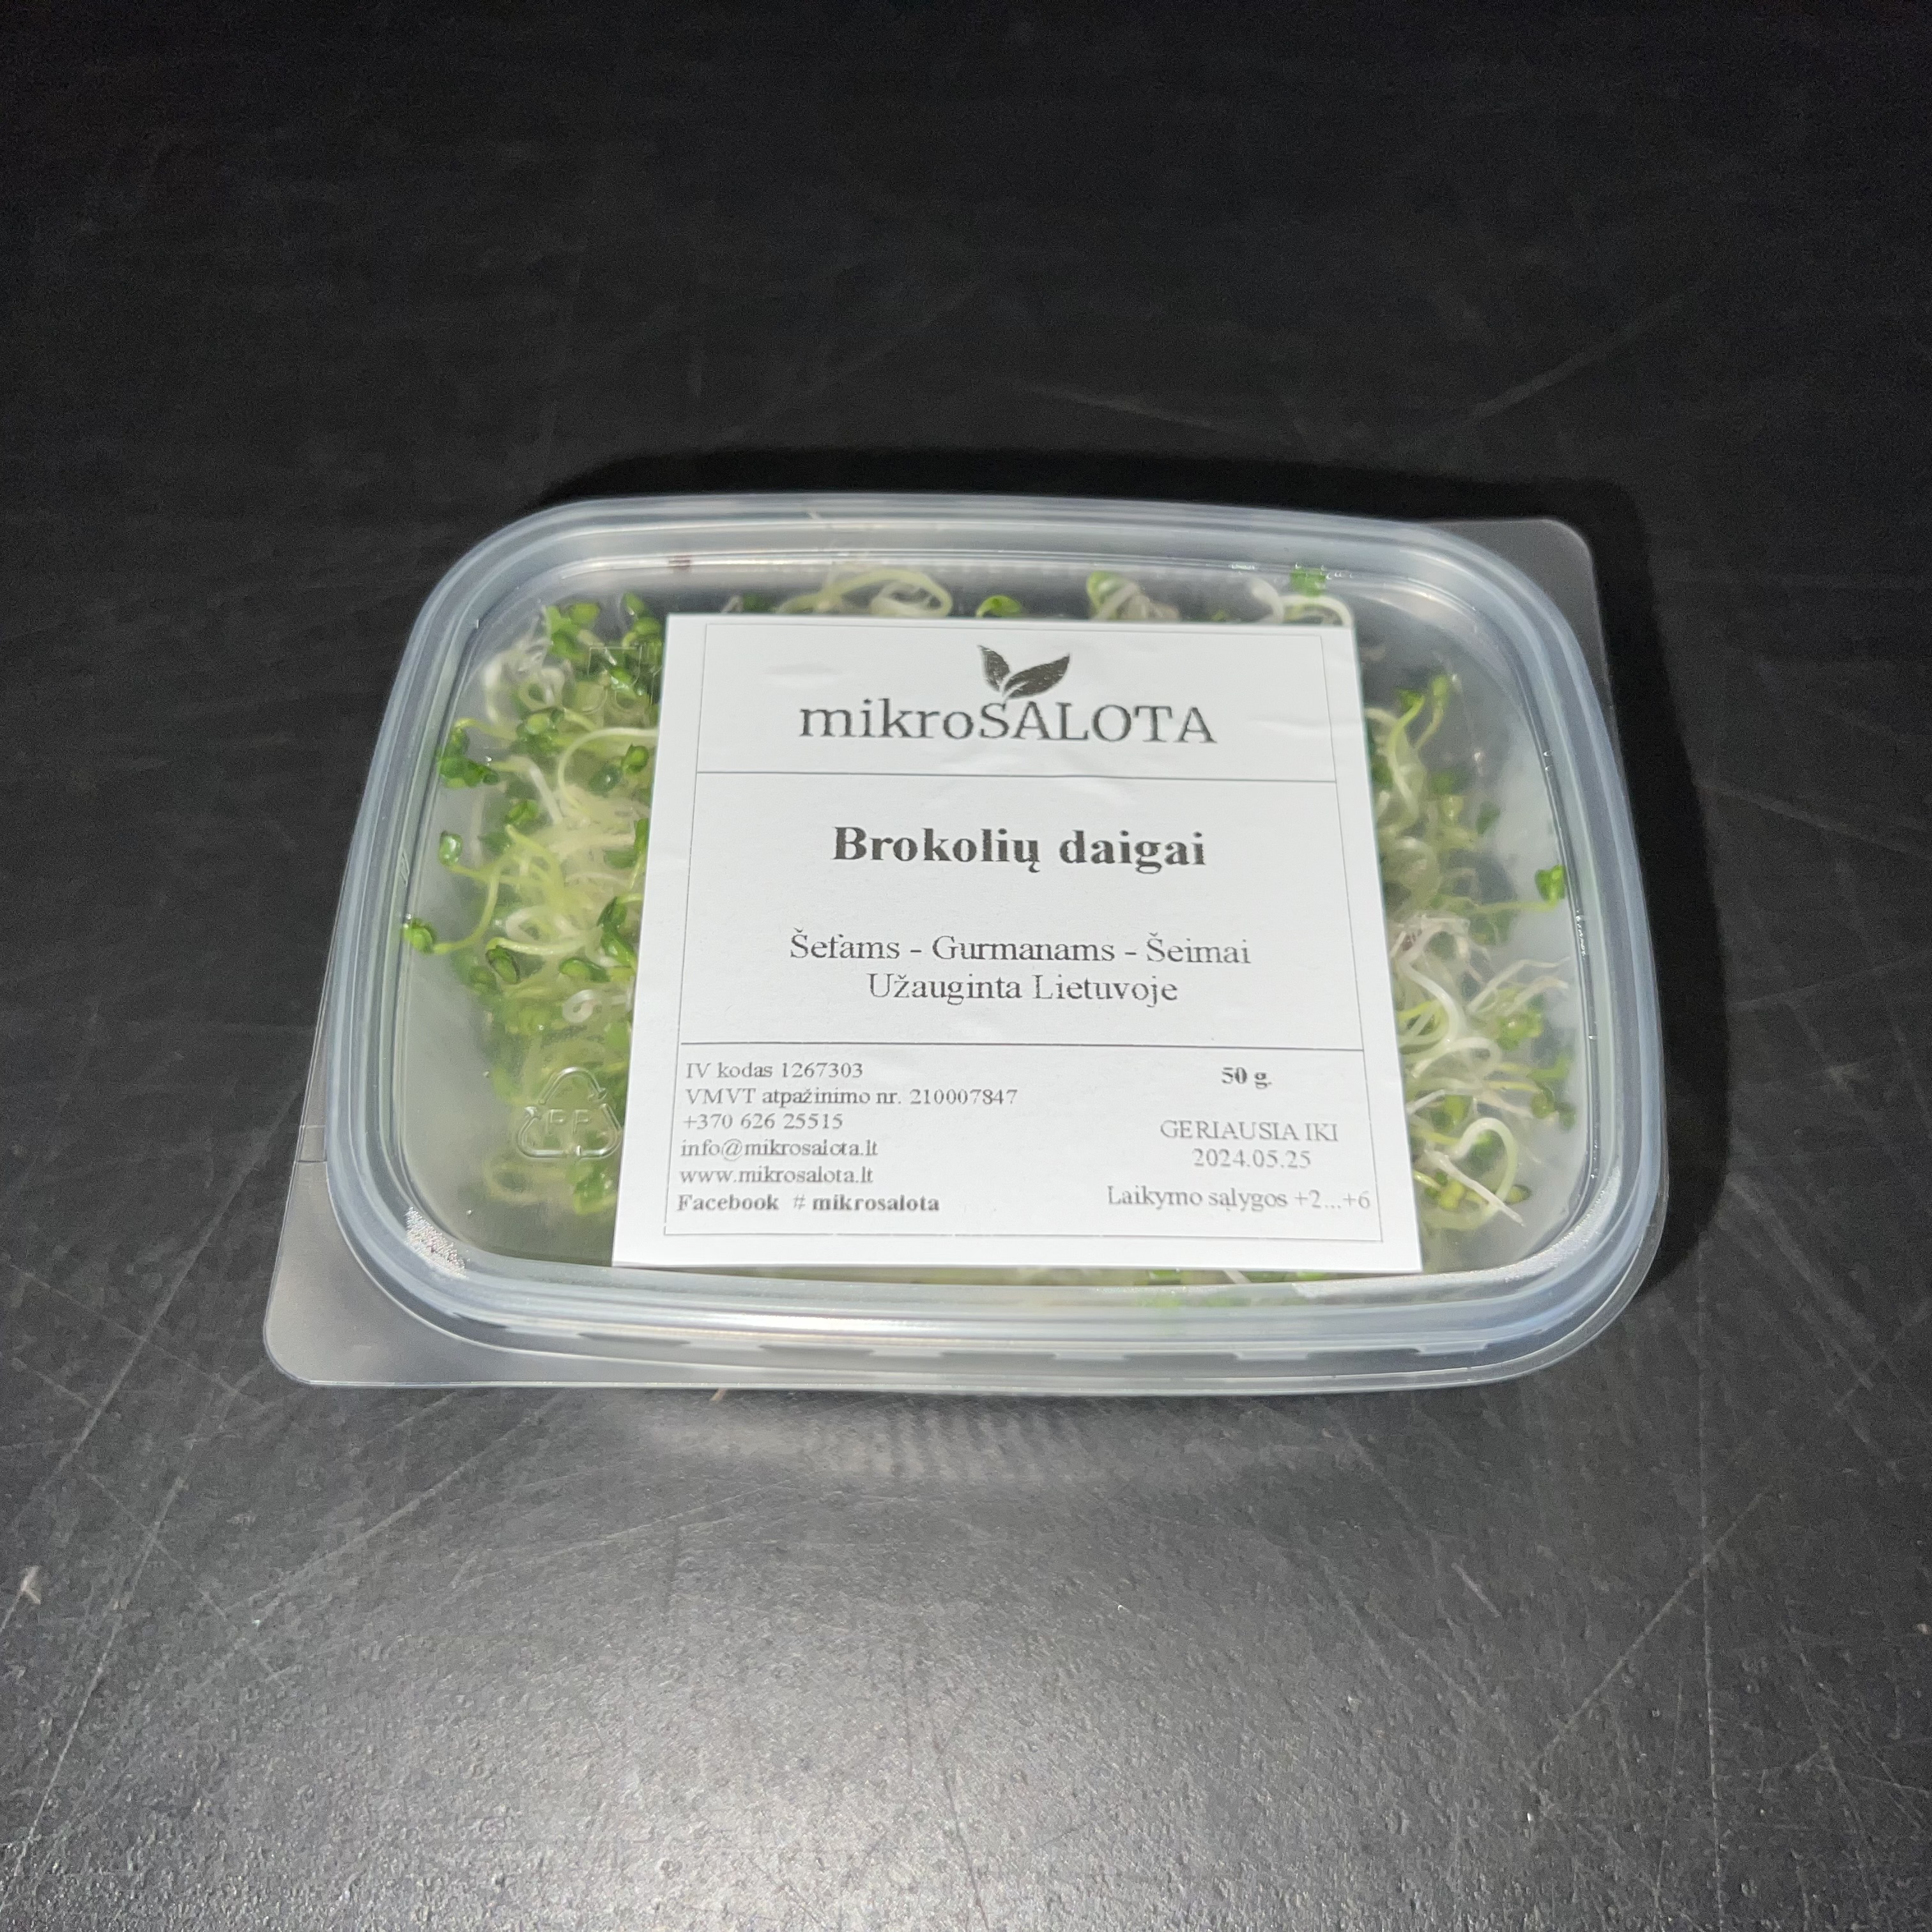 mikroSALOTA
Brokolių daigai
Šefams - Gurmanams - Šeimai
Užauginta Lietuvoje
IV kodas 1267303
VMVT atpažinimo nr. 210007847
+370 626 25515
info@mikrosalota.lt
www.mikrosalota.lt
Facebook # mikrosalota
50 g.
GERIAUSIA IKI
2024.05.25
Laikymo sąlygos +2...+6
PP